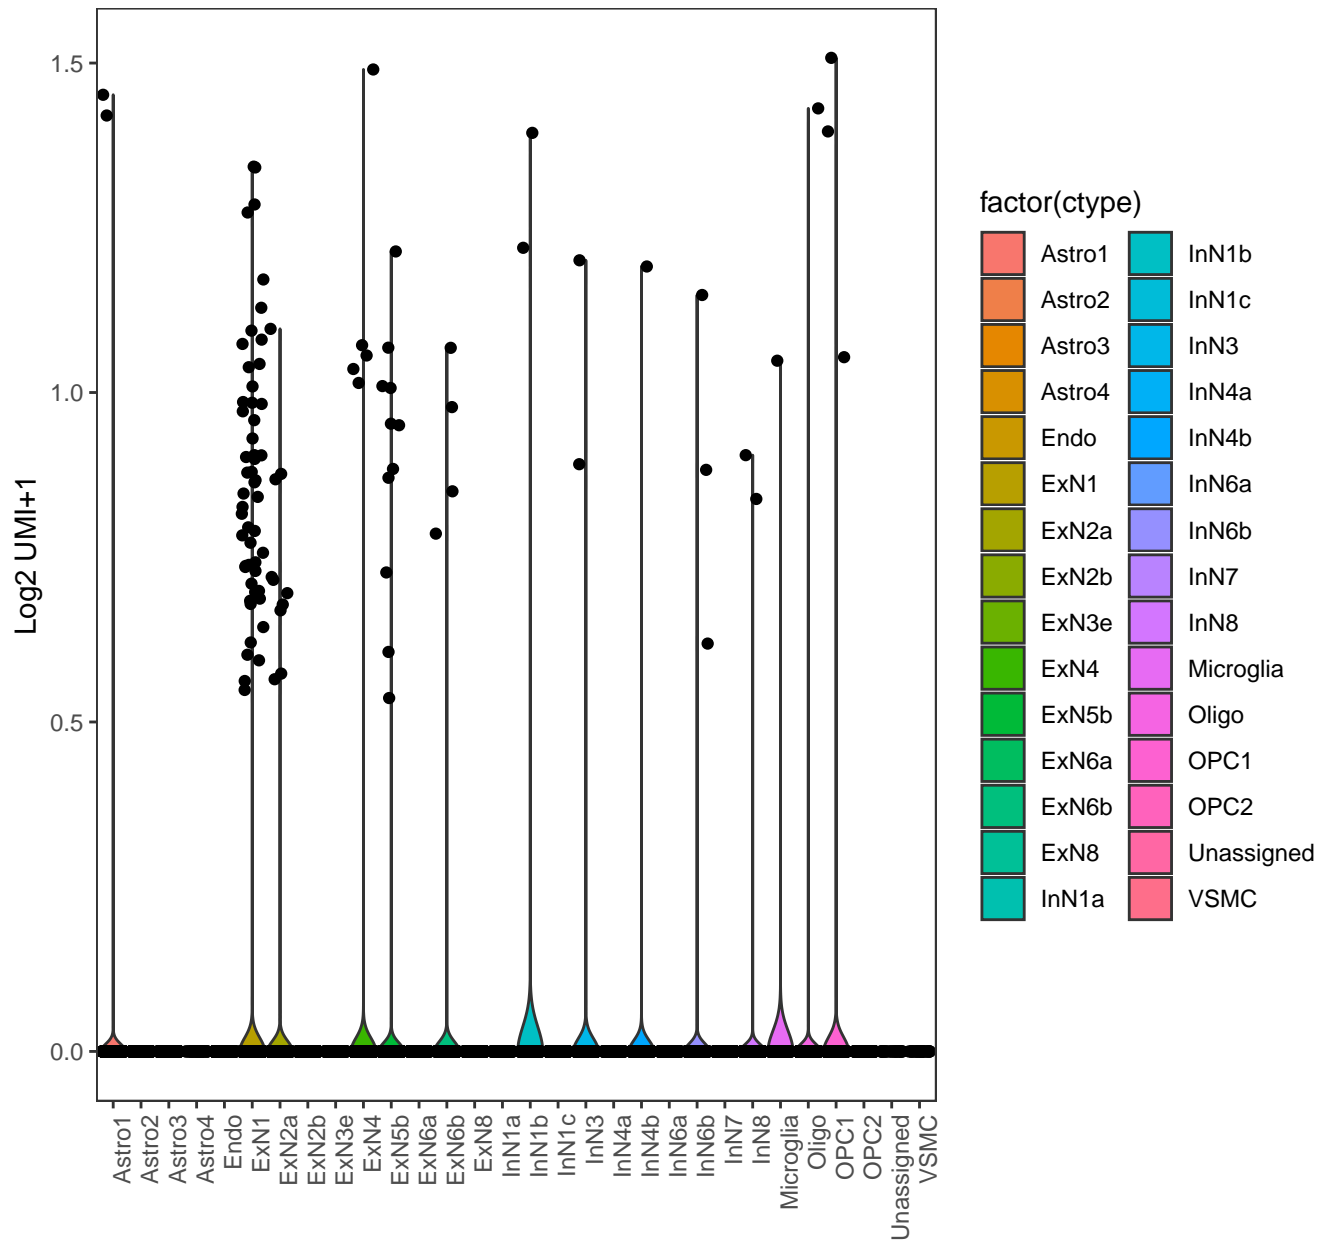 1.5
1.0
0.5
0.0
Log2 UMI+1
Astro1
Astro2
Astro3
Astro4
Endo
ExN1
ExN2a
ExN2b
ExN3e
ExN4
ExN5b
ExN6a
ExN6b
ExN8
InN1a
InN1b
InN1c
InN3
InN4a
InN4b
InN6a
InN6b
InN7
InN8
Microglia
Oligo
OPC1
OPC2
Unassigned
VSMC
factor(ctype)
Astro1
Astro2
Astro3
Astro4
Endo
ExN1
ExN2a
ExN2b
ExN3e
ExN4
ExN5b
ExN6a
ExN6b
ExN8
InN1a
InN1b
InN1c
InN3
InN4a
InN4b
InN6a
InN6b
InN7
InN8
Microglia
Oligo
OPC1
OPC2
Unassigned
VSMC